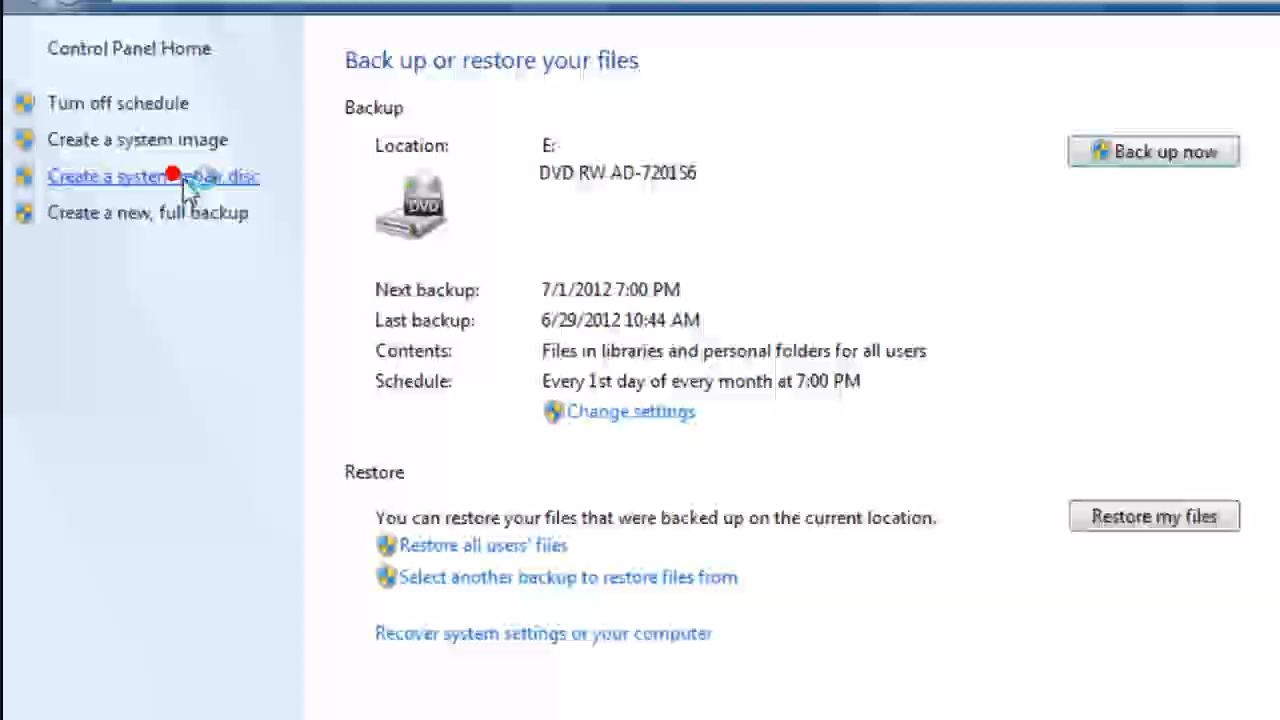 Control Panel Home
Turn off schedule
Create a system image
Create a system repair disc
Create a new, full backup
Back up or restore your files
Backup
Location:
E:
DVD RW AD-7201S6
DVD
Back up now
Next backup: 7/1/2012 7:00 PM
Last backup: 6/29/2012 10:44 AM
Contents: Files in libraries and personal folders for all users
Schedule: Every 1st day of every month at 7:00 PM
Change settings
Restore
You can restore your files that were backed up on the current location.
Restore my files
Restore all users' files
Select another backup to restore files from
Recover system settings or your computer